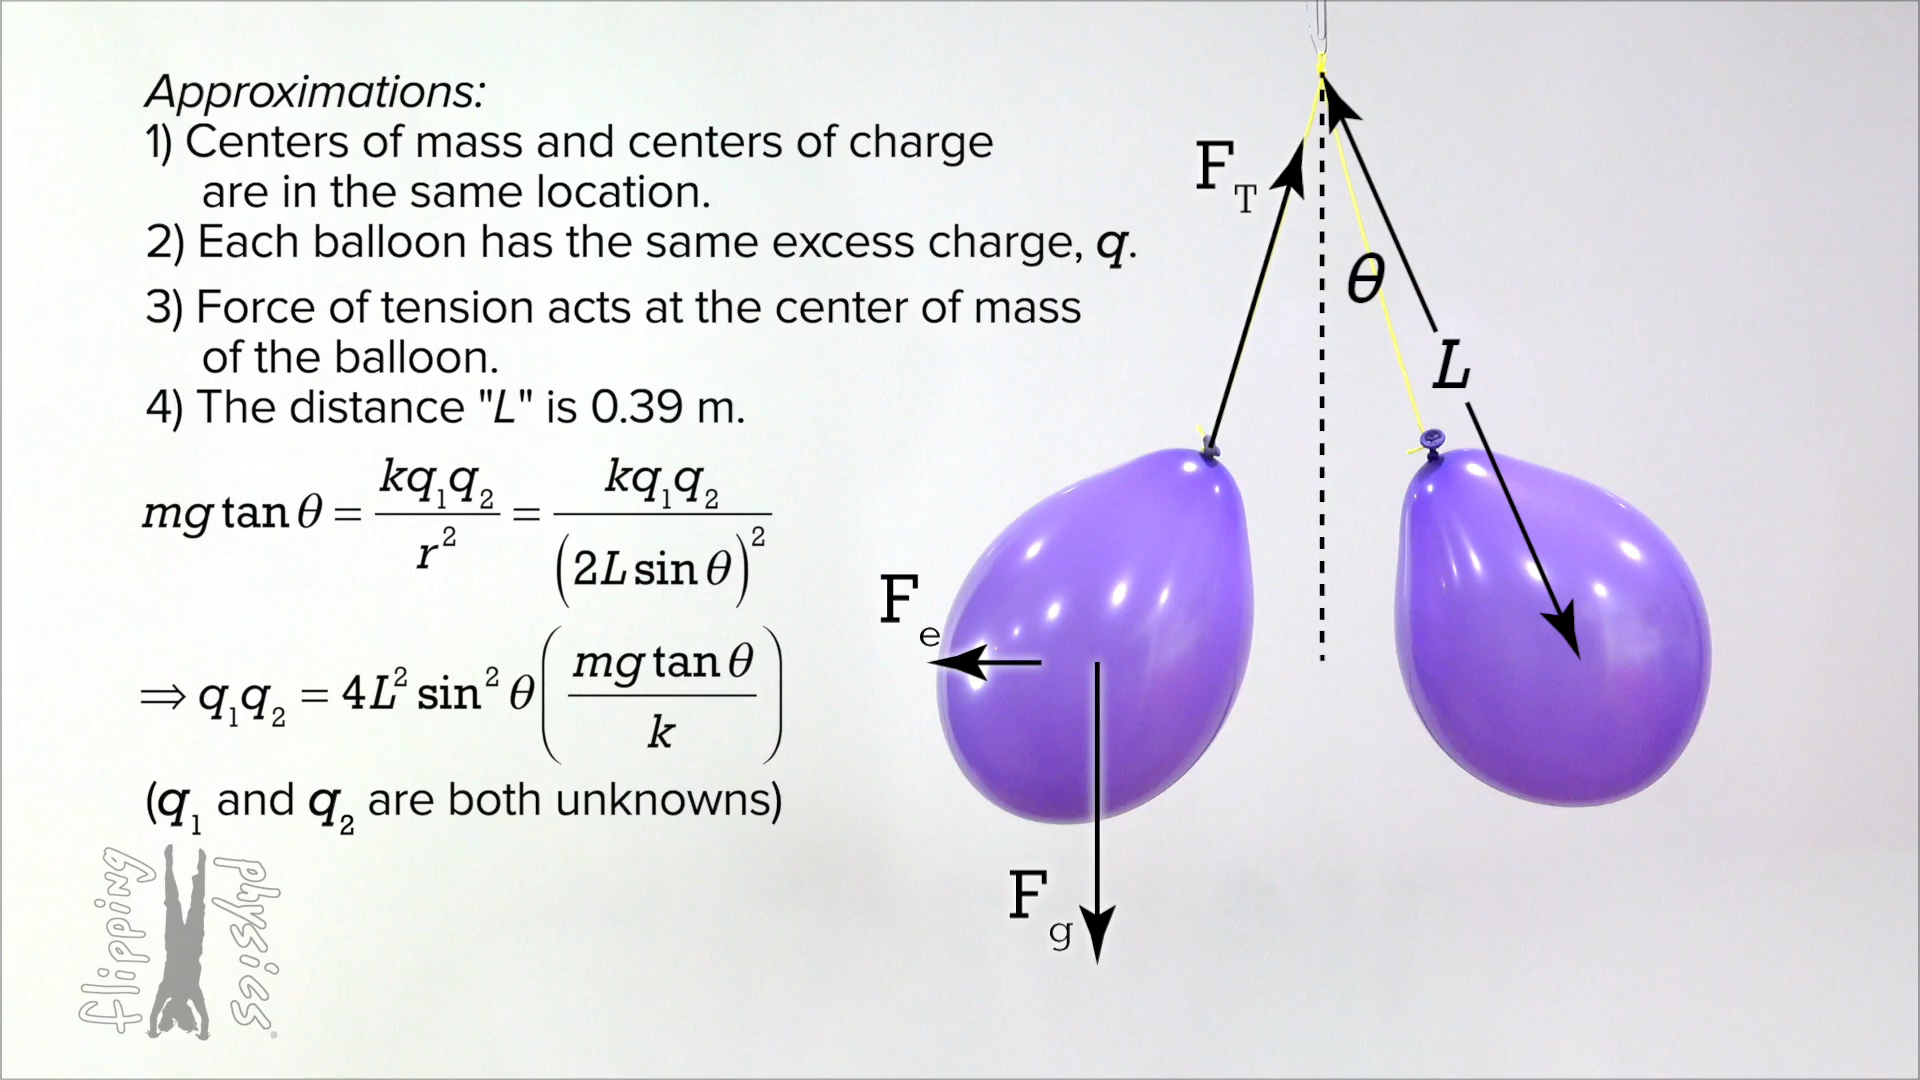 Approximations:
1) Centers of mass and centers of charge
are in the same location.
2) Each balloon has the same excess charge, q.
3) Force of tension acts at the center of mass
of the balloon.
4) The distance "L" is 0.39 m.
mg tan θ = kq₁q₂ / r² = kq₁q₂ / (2L sin θ)²
⇒ q₁q₂ = 4L² sin² θ (mg tan θ / k)
(q₁ and q₂ are both unknowns)
flipping physics
F_T
θ
L
F_e
F_g